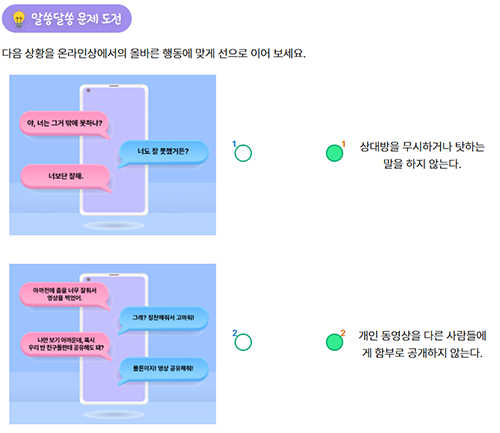 알쏭달쏭 문제 도전
다음 상황을 온라인상에서의 올바른 행동에 맞게 선으로 이어 보세요.
야, 너는 그거 밖에 못하냐?
너도 잘 못했거든?
너보단 잘해.
1
1
상대방을 무시하거나 탓하는
말을 하지 않는다.
아까전에 춤을 너무 잘춰서
영상을 찍었어.
그래? 칭찬해줘서 고마워!
나만 보기 아까운데, 혹시
우리 반 친구들한테 공유해도 돼?
물론이지! 영상 공유해줘!
2
2
개인 동영상을 다른 사람들에
게 함부로 공개하지 않는다.